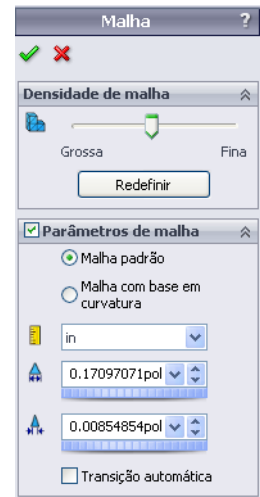 Malha ?
Densidade de malha
Grossa Fina
Redefinir
Parâmetros de malha
Malha padrão
Malha com base em
curvatura
in
0.17097071pol
0.00854854pol
Transição automática